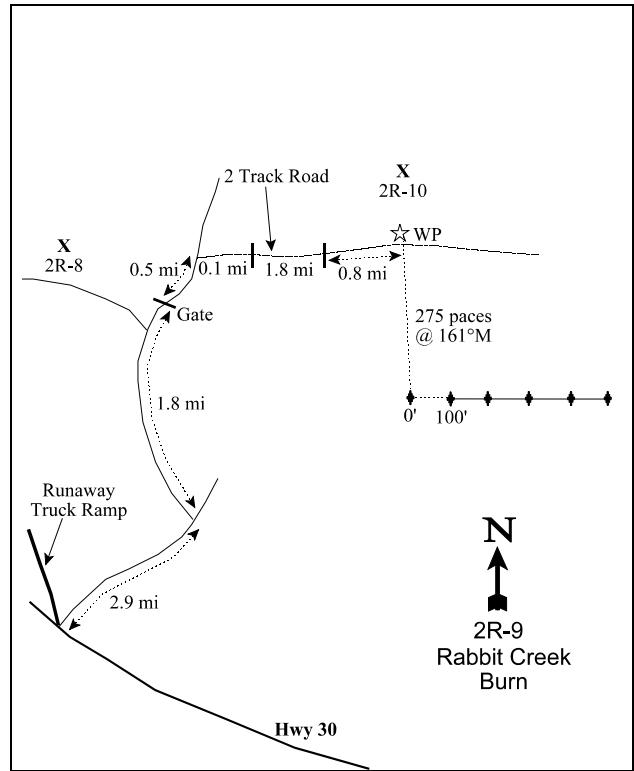 X
2R-10
2 Track Road
WP
X
2R-8
0.5 mi
0.1 mi
1.8 mi
0.8 mi
Gate
275 paces
@ 161°M
1.8 mi
0'
100'
Runaway
Truck Ramp
N
2.9 mi
2R-9
Rabbit Creek
Burn
Hwy 30